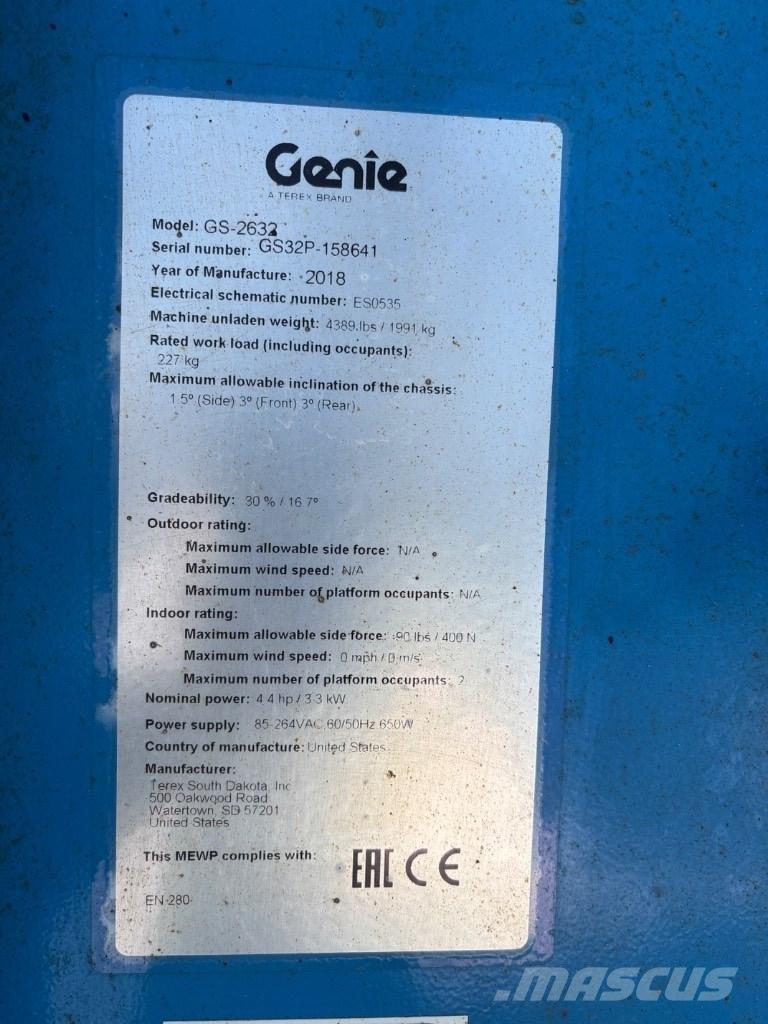 Genie
A TEREX BRAND
Model: GS-2632
Serial number: GS32P-158641
Year of Manufacture: 2018
Electrical schematic number: ES0535
Machine unladen weight: 4389 lbs / 1991 kg
Rated work load (including occupants):
227 kg
Maximum allowable inclination of the chassis:
1.5° (Side) 3° (Front) 3° (Rear)
Gradeability: 30 % / 16.7°
Outdoor rating:
Maximum allowable side force: N/A
Maximum wind speed: N/A
Maximum number of platform occupants: N/A
Indoor rating:
Maximum allowable side force: 90 lbs / 400 N
Maximum wind speed: 0 mph / 0 m/s
Maximum number of platform occupants: 2
Nominal power: 4.4 hp / 3.3 kW
Power supply: 85-264VAC,60/50Hz,650W
Country of manufacture: United States
Manufacturer:
Terex South Dakota, Inc
500 Oakwood Road
Watertown, SD 57201
United States
This MEWP complies with: EAC CE
EN 280
.MASCUS